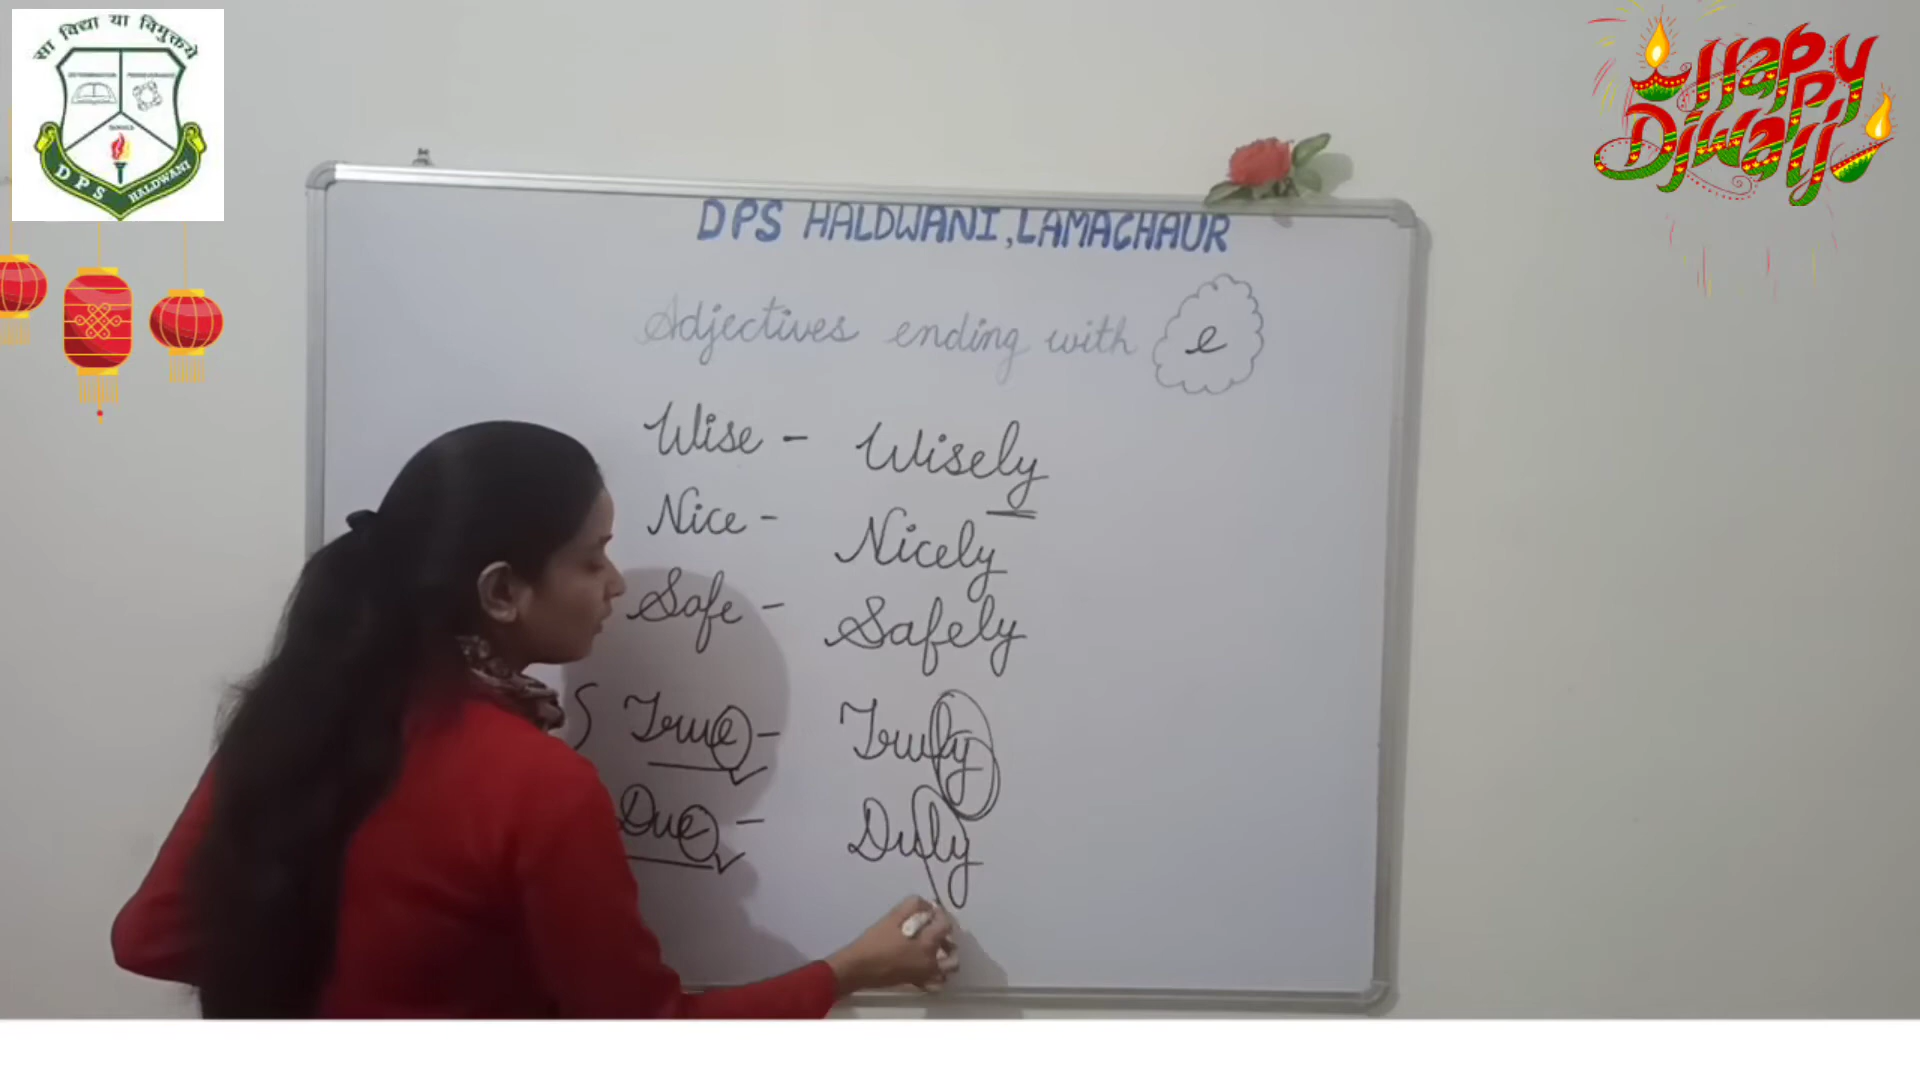 सा विद्या या विमुक्तये
DPS HALDWANI
Happy
Diwali
DPS HALDWANI, LAMACHAUR
Adjectives ending with e
Wise - Wisely
Nice - Nicely
Safe - Safely
True - Truly
Due - Duly